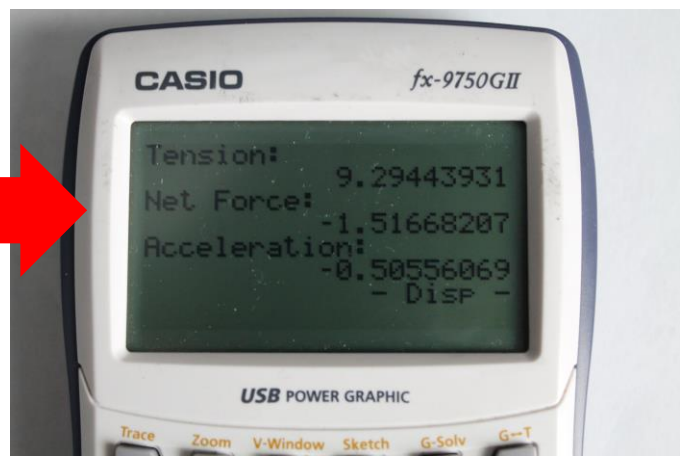 CASIO fx-9750GII
Tension:
9.29443931
Net Force:
-1.51668207
Acceleration:
-0.50556069
- Disp -
USB POWER GRAPHIC
Trace Zoom V-Window Sketch G-Solv G↔T